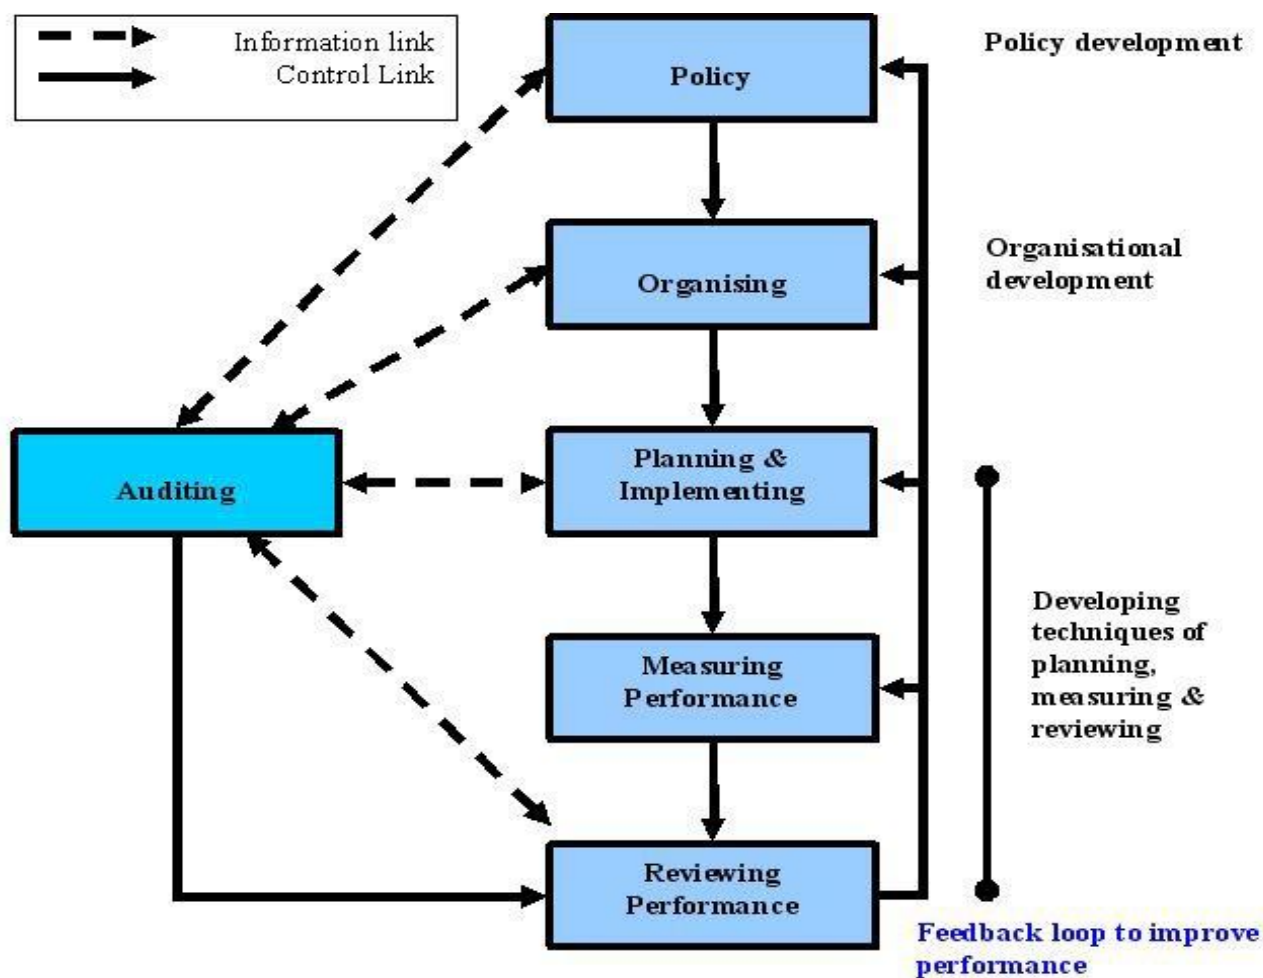 Information link
Control Link
Policy
Policy development
Organising
Organisational
development
Auditing
Planning &
Implementing
Measuring
Performance
Developing
techniques of
planning,
measuring &
reviewing
Reviewing
Performance
Feedback loop to improve
performance